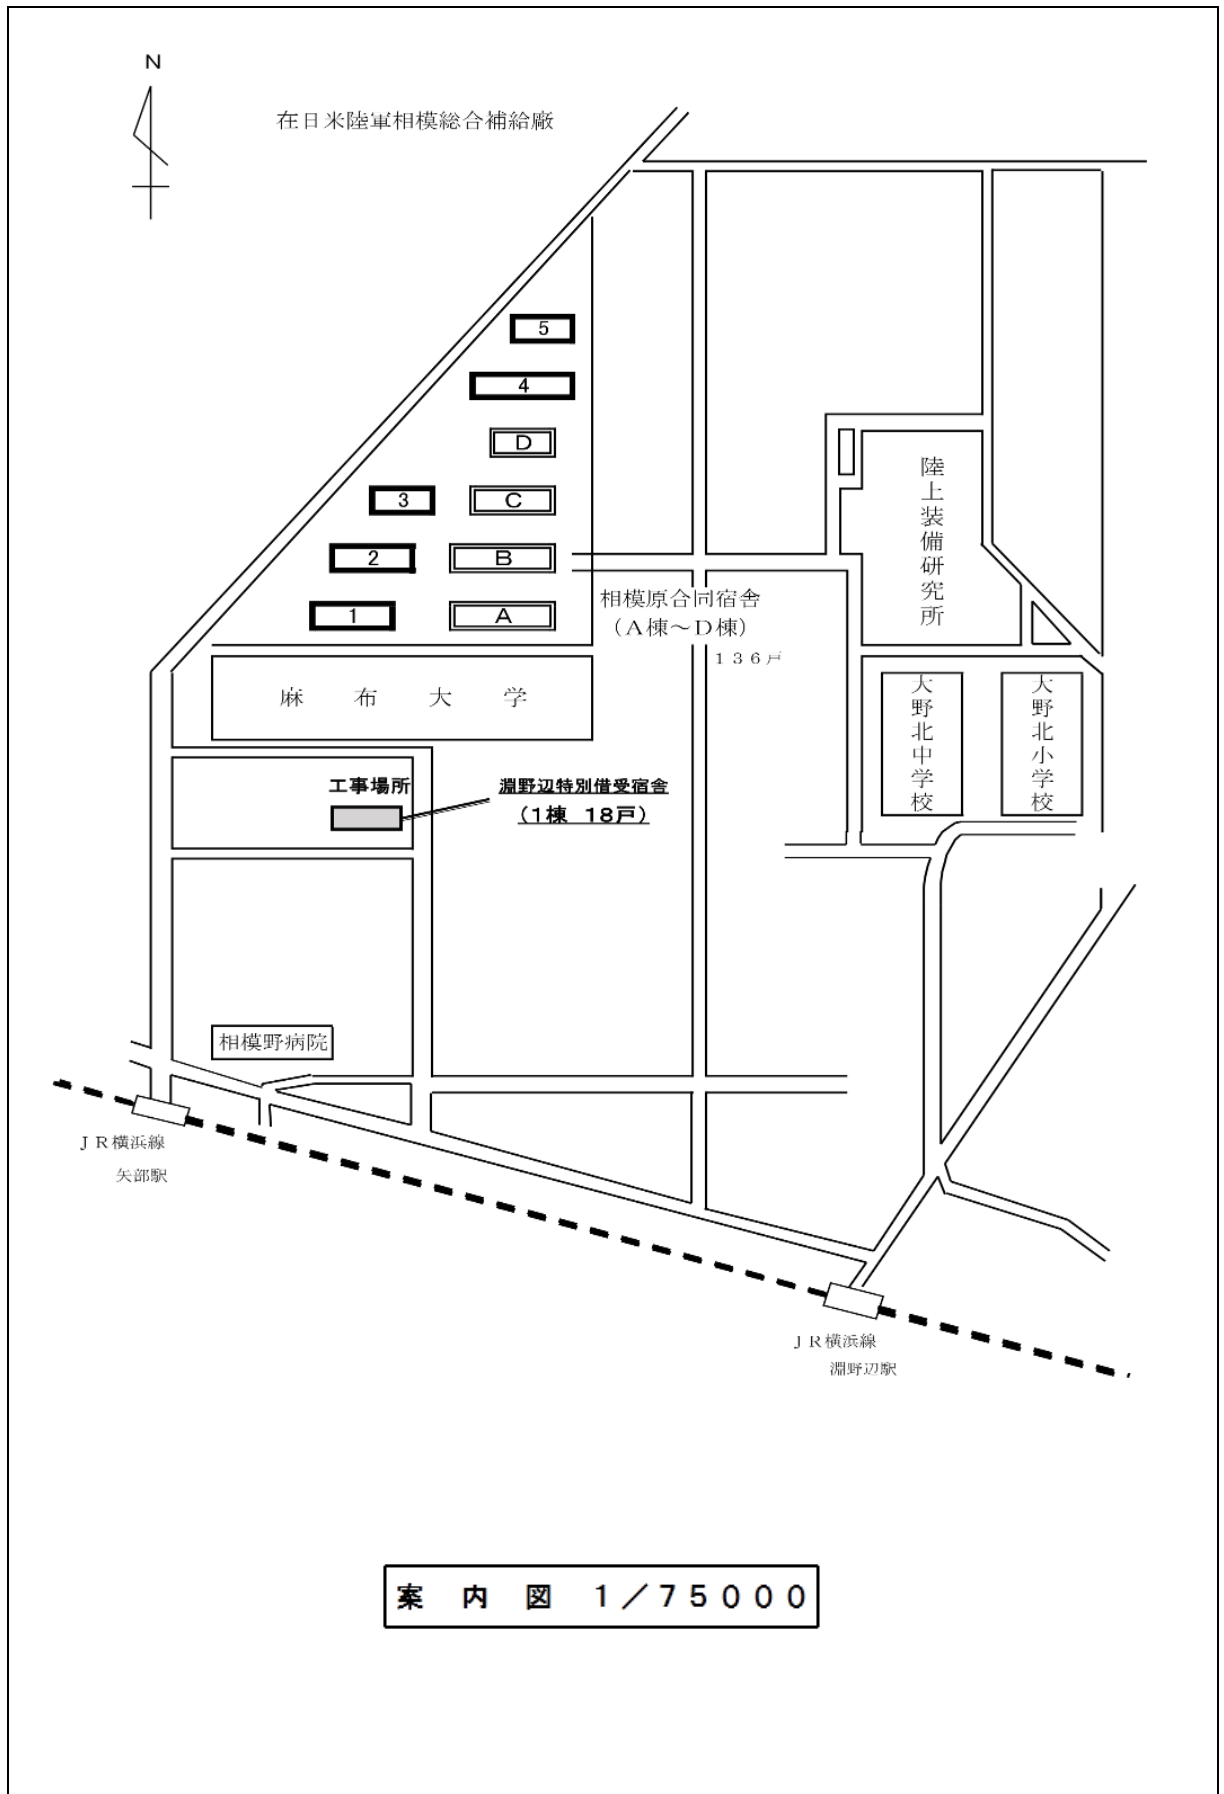 N
在日米陸軍相模総合補給廠
5
4
D
3
C
2
B
1
A
陸上装備研究所
相模原合同宿舎
（A棟～D棟）
１３６戸
麻　布　大　学
大野北中学校
大野北小学校
工事場所
淵野辺特別借受宿舎
（1棟　18戸）
相模野病院
ＪＲ横浜線
矢部駅
ＪＲ横浜線
淵野辺駅
案　内　図　１／７５０００